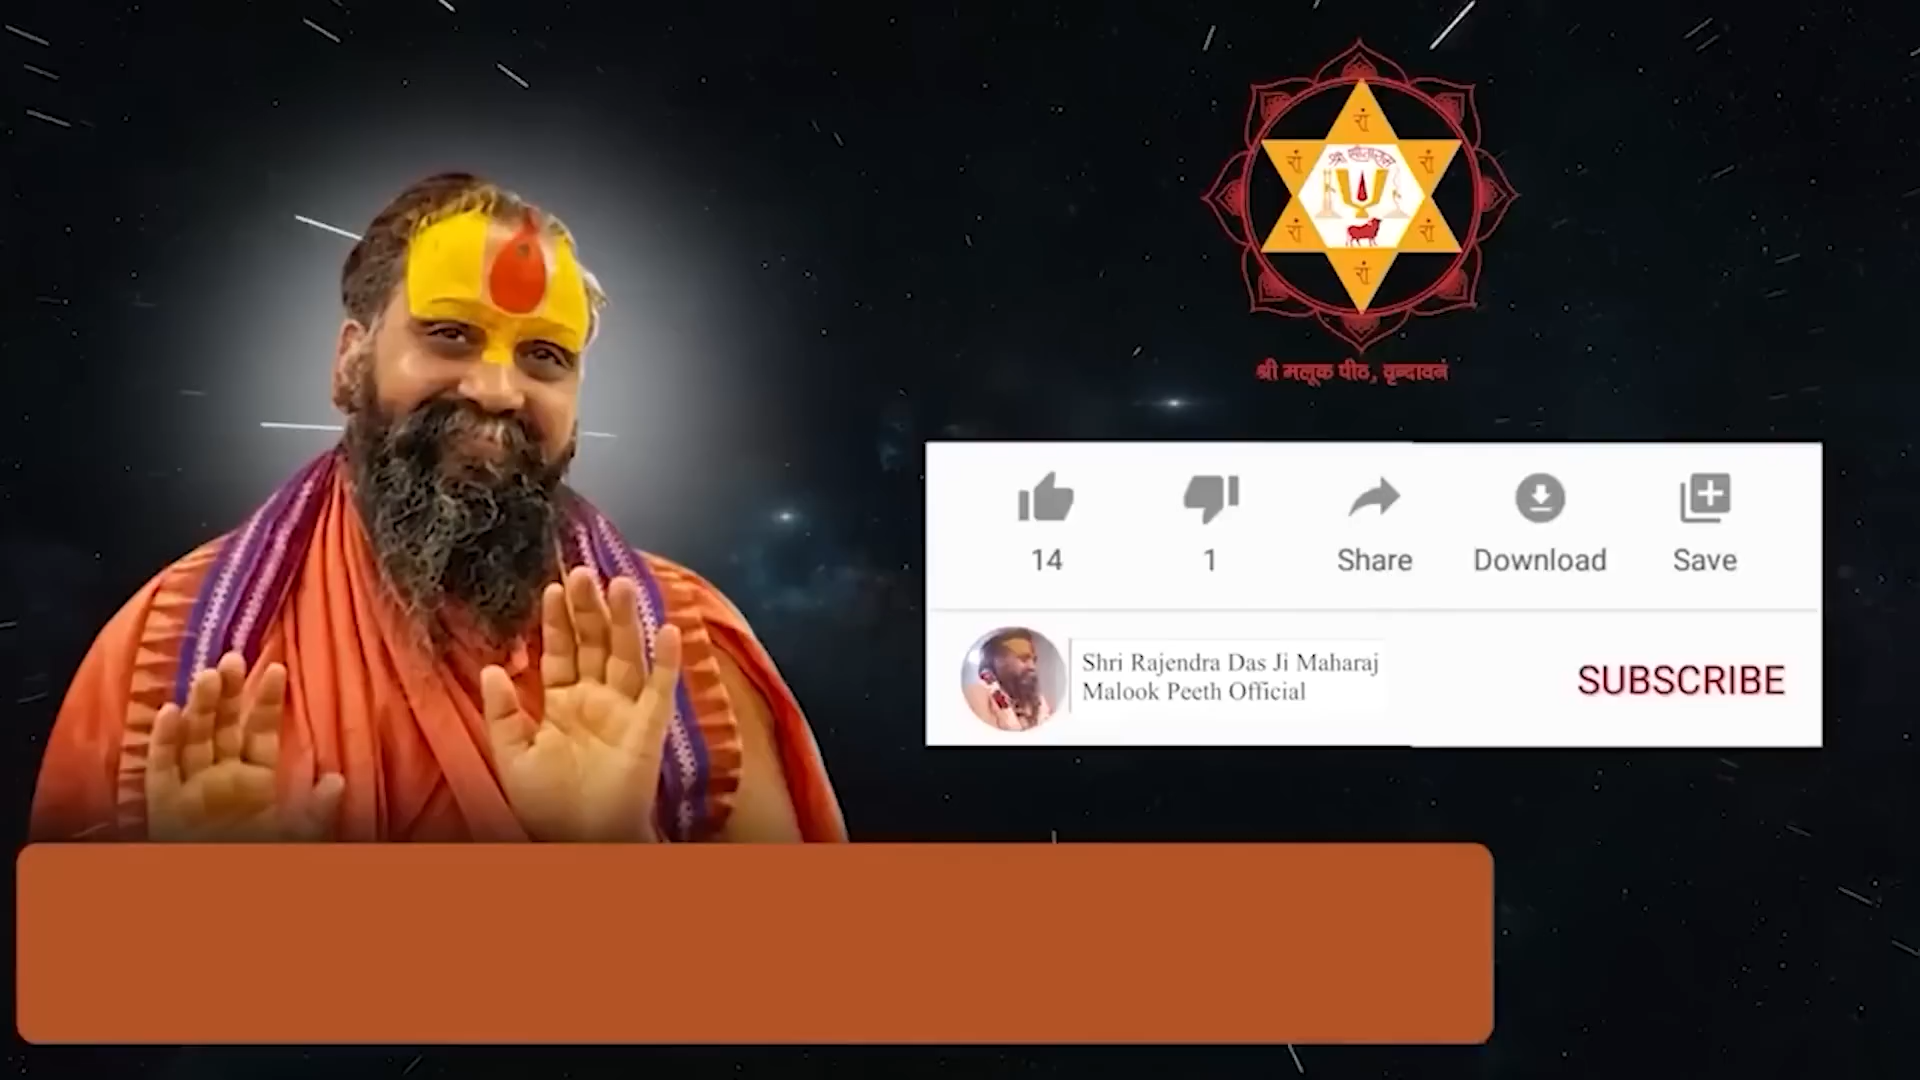 रां
रां
रां
श्री सीताराम
रां
रां
रां
श्री मलूक पीठ, वृन्दावन
14
1
Share
Download
Save
Shri Rajendra Das Ji Maharaj
Malook Peeth Official
SUBSCRIBE